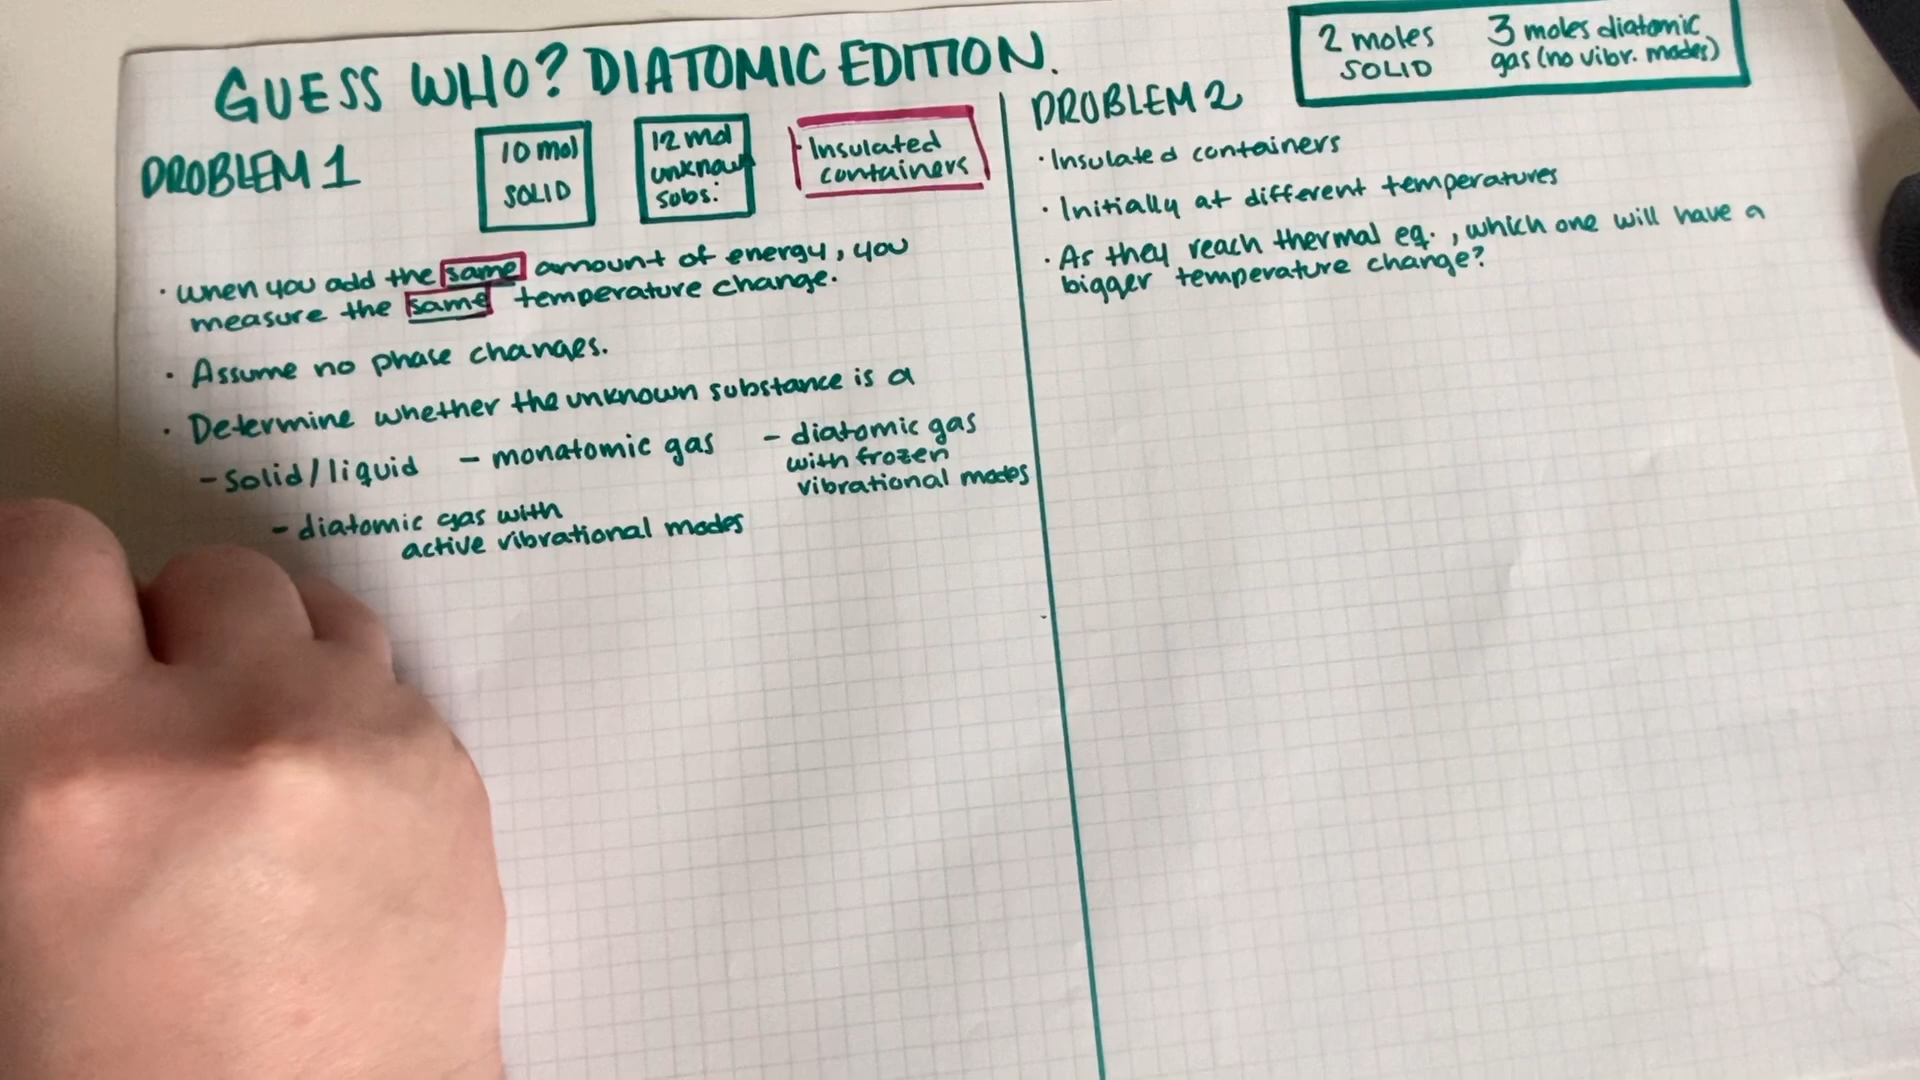 GUESS WHO? DIATOMIC EDITION.
PROBLEM 1
10 mol
SOLID
12 mol
unknown
subs.
Insulated
containers
· When you add the same amount of energy, you
measure the same temperature change.
· Assume no phase changes.
· Determine whether the unknown substance is a
- solid/liquid
- monatomic gas
- diatomic gas
with frozen
vibrational modes
- diatomic gas with
active vibrational modes
2 moles
SOLID
3 moles diatomic
gas (no vibr. modes)
PROBLEM 2
· Insulated containers
· Initially at different temperatures
· As they reach thermal eq., which one will have a
bigger temperature change?